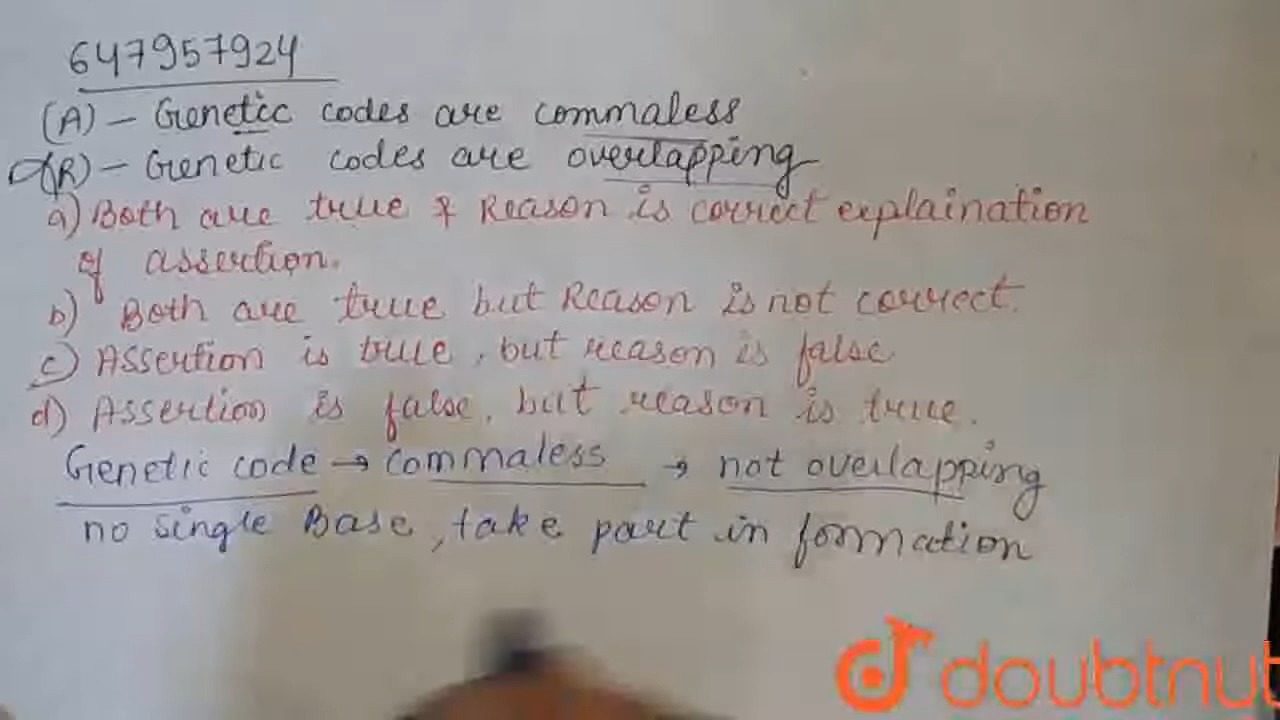 647957924
(A) - Genetic codes are commaless
(R) - Genetic codes are overlapping
a) Both are true & Reason is correct explaination
of assertion.
b) Both are true but Reason is not correct.
c) Assertion is true, but reason is false
d) Assertion is false, but reason is true.
Genetic code → commaless → not overlapping
no single Base, take part in formation
doubtnut